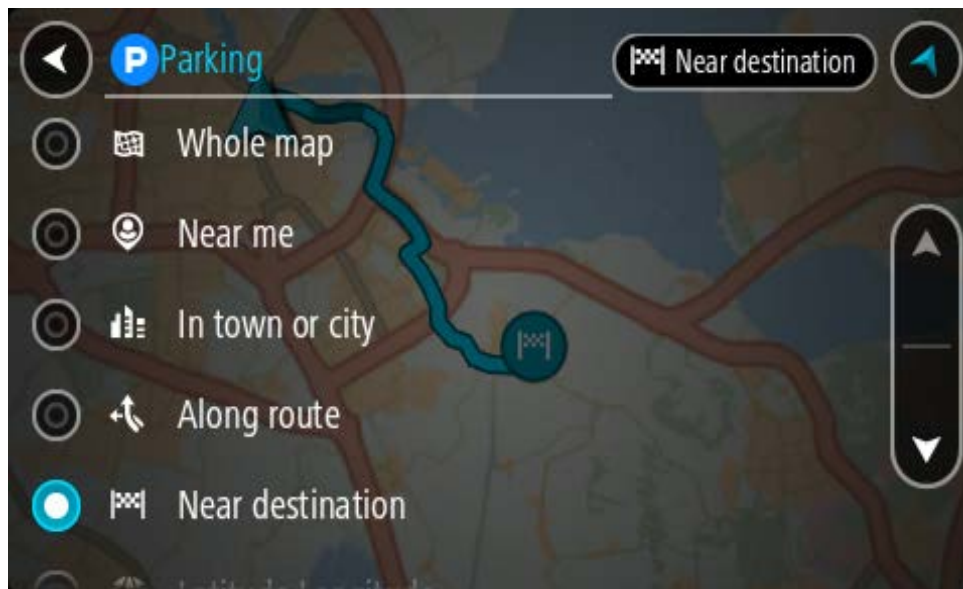 P Parking
Near destination
Whole map
Near me
In town or city
Along route
Near destination